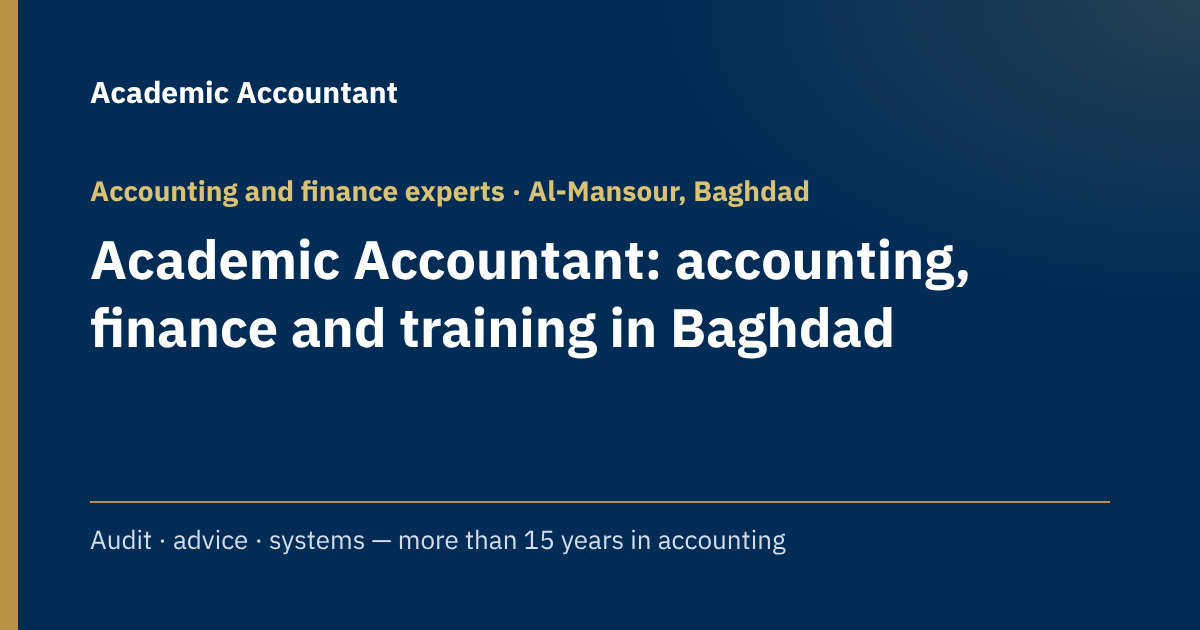 Academic Accountant
Accounting and finance experts · Al-Mansour, Baghdad
Academic Accountant: accounting,
finance and training in Baghdad
Audit · advice · systems — more than 15 years in accounting